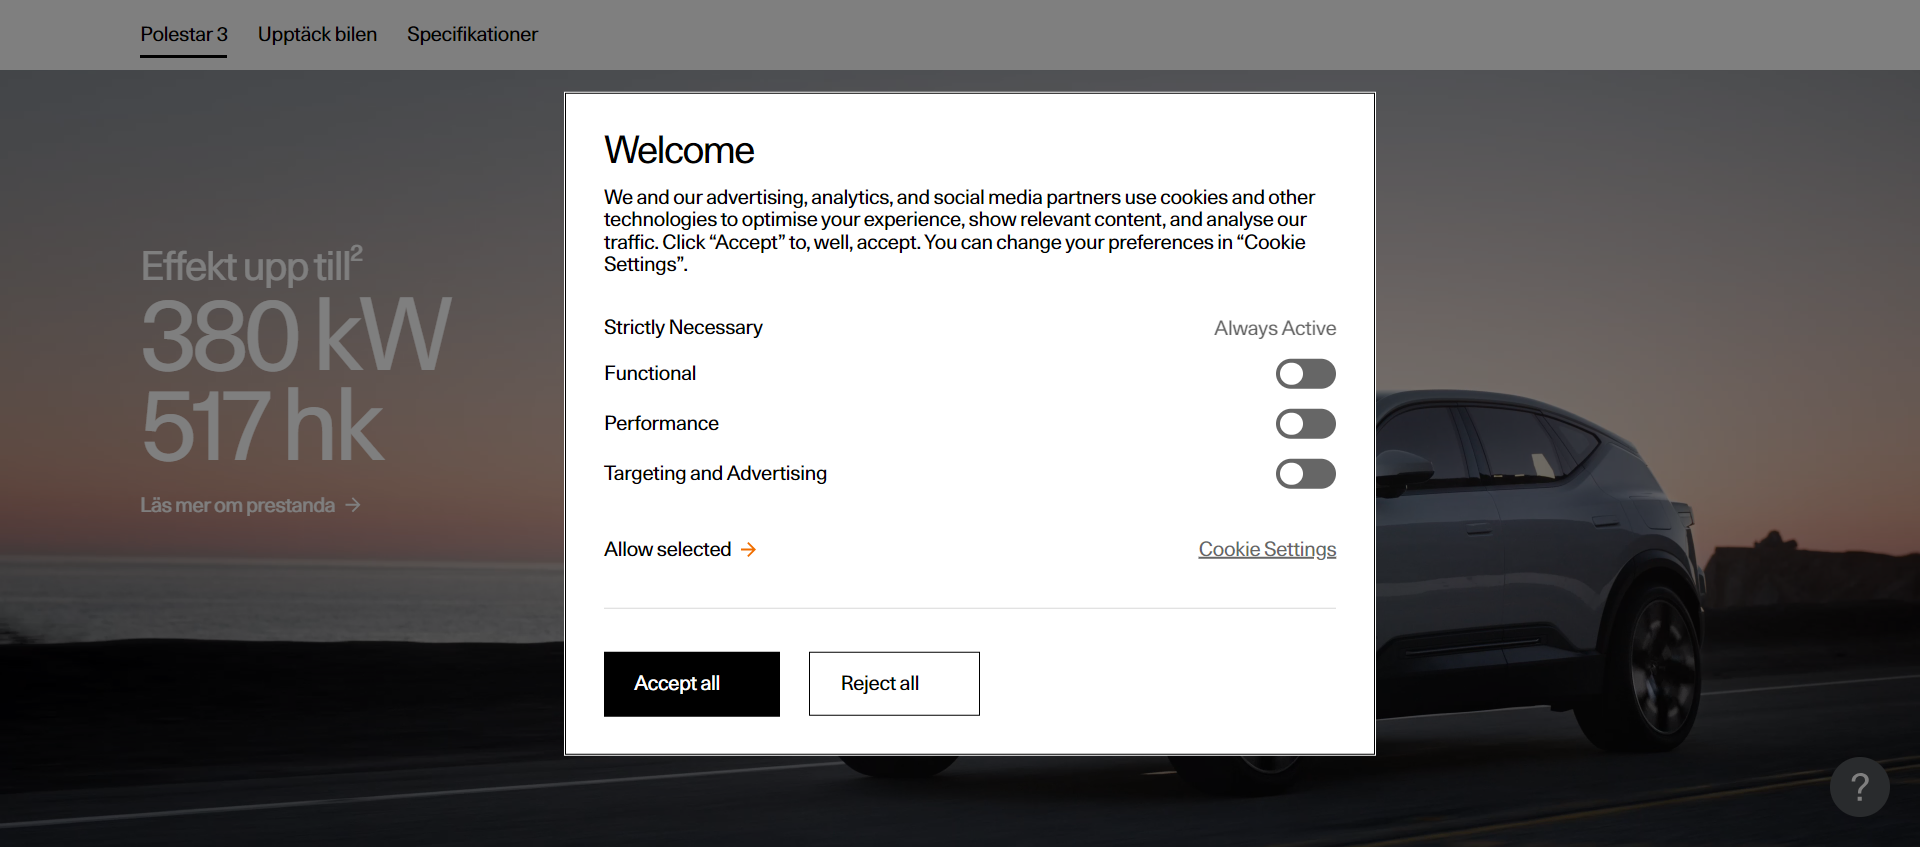 Polestar 3
Upptäck bilen
Specifikationer
Effekt upp till²
380 kW
517 hk
Läs mer om prestanda →
Welcome
We and our advertising, analytics, and social media partners use cookies and other
technologies to optimise your experience, show relevant content, and analyse our
traffic. Click “Accept” to, well, accept. You can change your preferences in “Cookie
Settings”.
Strictly Necessary
Always Active
Functional
Performance
Targeting and Advertising
Allow selected →
Cookie Settings
Accept all
Reject all
?